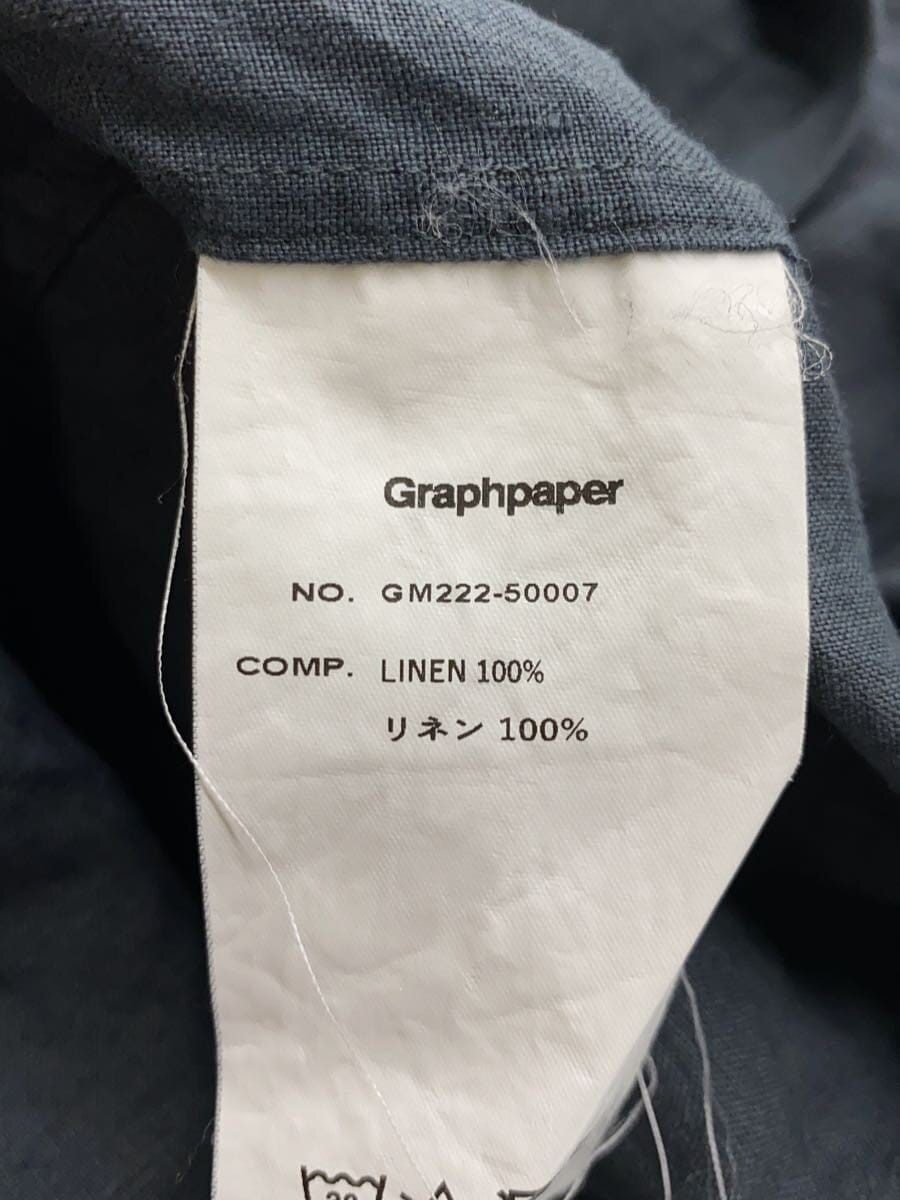 Graphpaper
NO. GM222-50007
COMP. LINEN 100%
リネン 100%